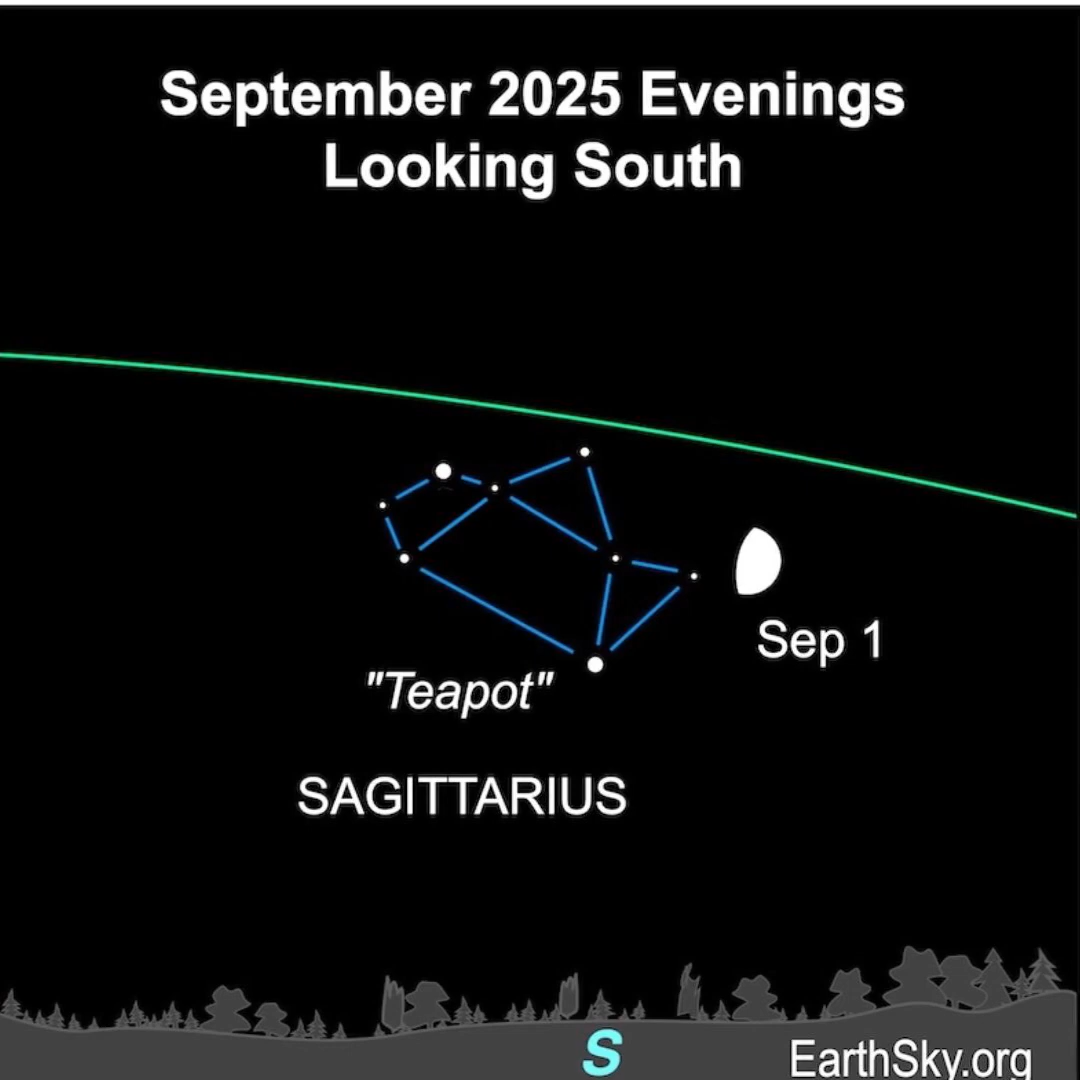 September 2025 Evenings
Looking South
Sep 1
"Teapot"
SAGITTARIUS
S
EarthSky.org